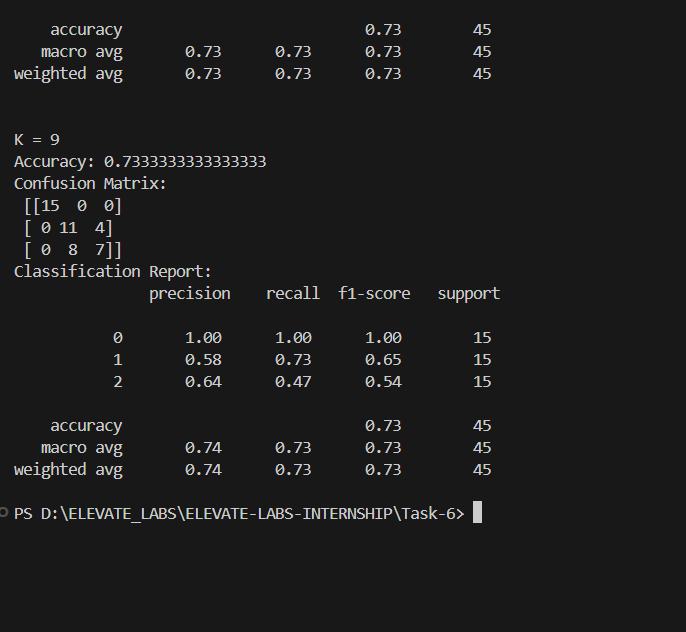 accuracy 0.73 45
macro avg 0.73 0.73 0.73 45
weighted avg 0.73 0.73 0.73 45
K = 9
Accuracy: 0.7333333333333333
Confusion Matrix:
[[15 0 0]
[ 0 11 4]
[ 0 8 7]]
Classification Report:
precision recall f1-score support
0 1.00 1.00 1.00 15
1 0.58 0.73 0.65 15
2 0.64 0.47 0.54 15
accuracy 0.73 45
macro avg 0.74 0.73 0.73 45
weighted avg 0.74 0.73 0.73 45
PS D:\ELEVATE_LABS\ELEVATE-LABS-INTERNSHIP\Task-6>